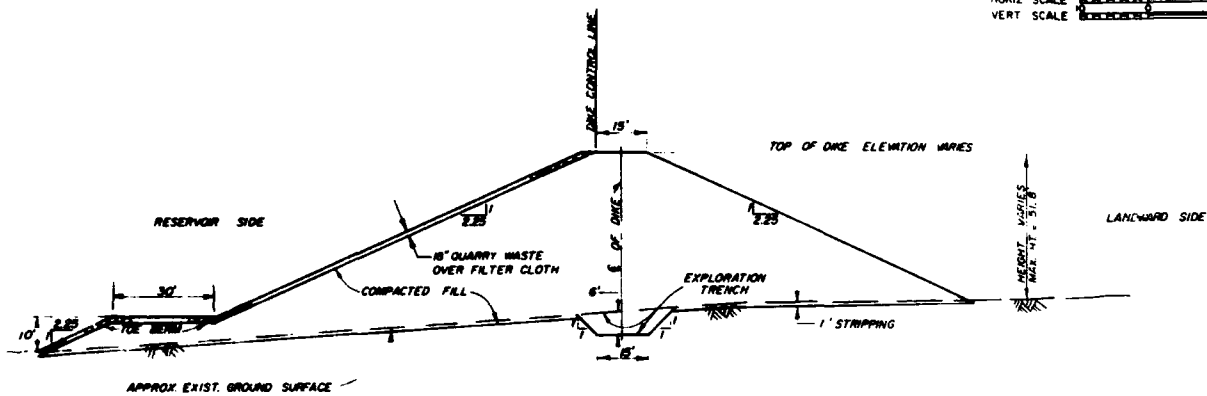 HORIZ SCALE
VERT SCALE
DIKE CONTROL LINE
15'
TOP OF DIKE ELEVATION VARIES
RESERVOIR SIDE
1
2.25
℄ OF DIKE
1
2.25
HEIGHT VARIES
MAX. HT = 51.8
LANDWARD SIDE
18" QUARRY WASTE
OVER FILTER CLOTH
COMPACTED FILL
6'
EXPLORATION
TRENCH
30'
2.25
1
TOE BERM
10'
1' STRIPPING
1
1
1
1
15'
APPROX. EXIST. GROUND SURFACE